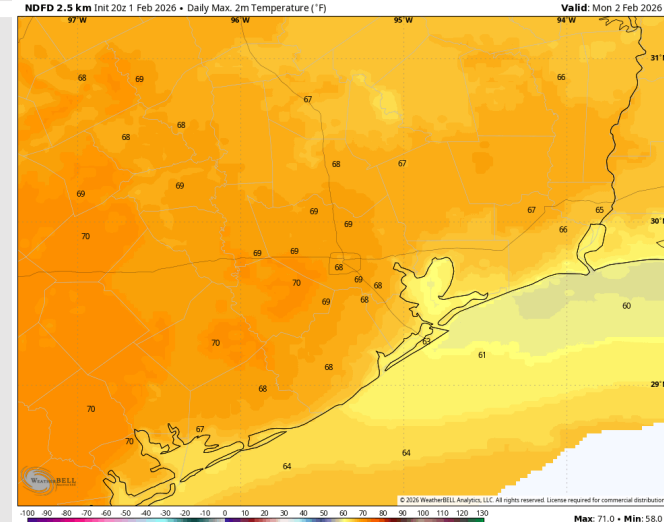 NDFD 2.5 km Init 20z 1 Feb 2026 • Daily Max. 2m Temperature (°F) Valid: Mon 2 Feb 2026
97°W 96°W 95°W 94°W
31°
68 69 66
67
68
68
68 67
69 69
69 67 65
69 30°
70 66
69 69
68
69
70 68
69 68 60
63
70 61
68
29°
68
70
67
70
64
64
WEATHERBELL
© 2026 WeatherBELL Analytics, LLC. All rights reserved. License required for commercial distribution
-100 -90 -80 -70 -60 -50 -40 -30 -20 -10 0 10 20 30 40 50 60 70 80 90 100 110 120 130
Max: 71.0 • Min: 58.0